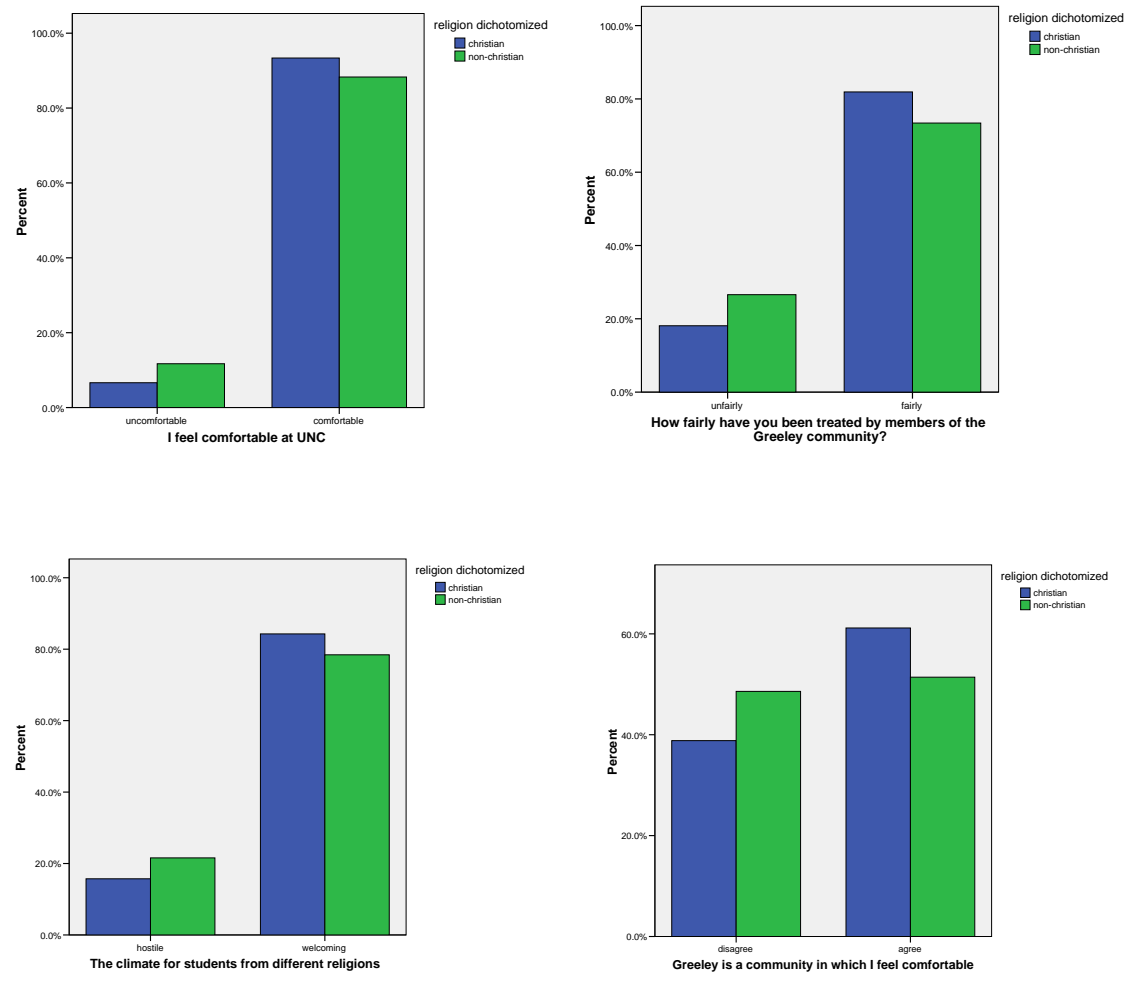 religion dichotomized
christian
non-christian
100.0%
80.0%
60.0%
40.0%
20.0%
0.0%
Percent
uncomfortable comfortable
I feel comfortable at UNC
religion dichotomized
christian
non-christian
100.0%
80.0%
60.0%
40.0%
20.0%
0.0%
Percent
unfairly fairly
How fairly have you been treated by members of the
Greeley community?
religion dichotomized
christian
non-christian
100.0%
80.0%
60.0%
40.0%
20.0%
0.0%
Percent
hostile welcoming
The climate for students from different religions
religion dichotomized
christian
non-christian
60.0%
40.0%
20.0%
0.0%
Percent
disagree agree
Greeley is a community in which I feel comfortable